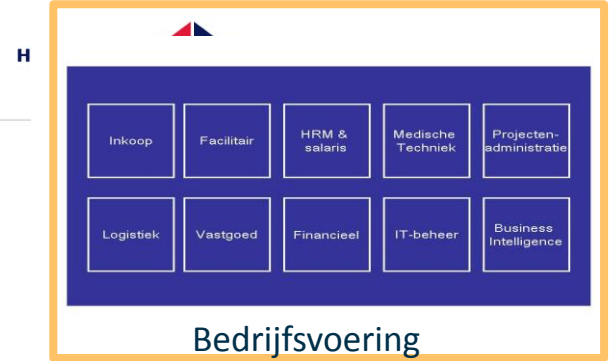 H
Inkoop
Facilitair
HRM &
salaris
Medische
Techniek
Projecten-
administratie
Logistiek
Vastgoed
Financieel
IT-beheer
Business
Intelligence
Bedrijfsvoering